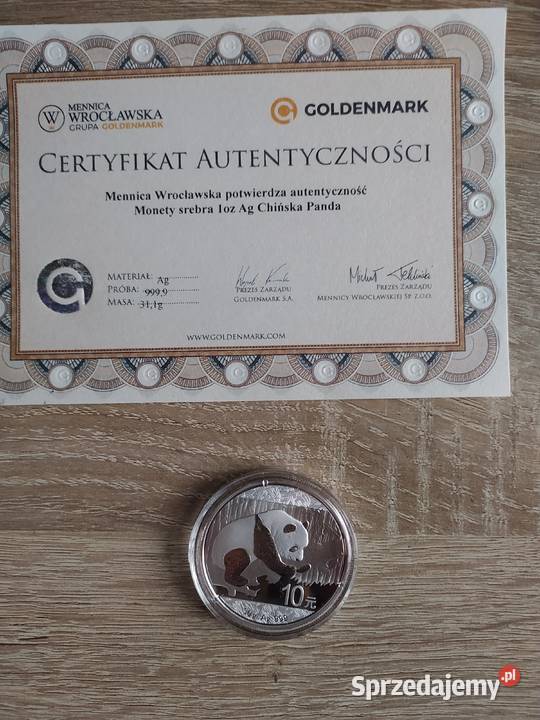 MENNICA
WROCŁAWSKA
GRUPA GOLDENMARK
GOLDENMARK
CERTYFIKAT AUTENTYCZNOŚCI
Mennica Wrocławska potwierdza autentyczność
Monety srebra 1oz Ag Chińska Panda
MATERIAŁ: Ag
PRÓBA: 999,9
MASA: 31,1g
PREZES ZARZĄDU
GOLDENMARK S.A.
PREZES ZARZĄDU
MENNICY WROCŁAWSKIEJ SP. Z O.O.
WWW.GOLDENMARK.COM
10元
Ag 999
Sprzedajemy.pl